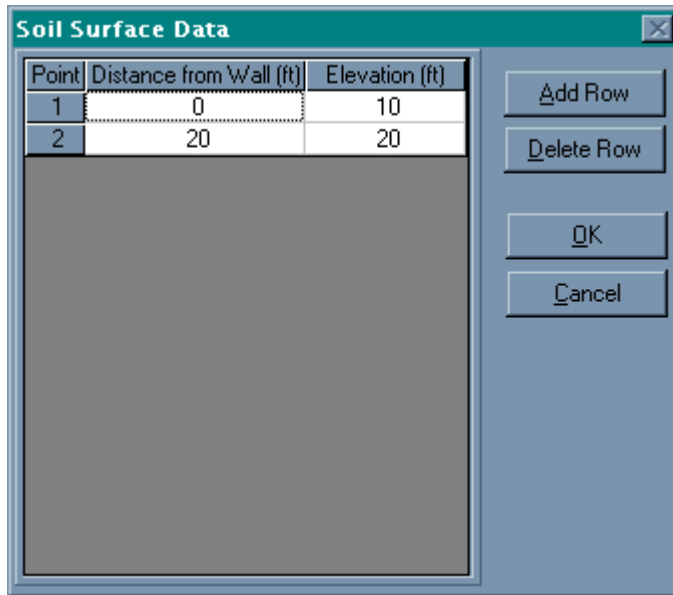 Soil Surface Data
Point Distance from Wall (ft) Elevation (ft)
1 0 10
2 20 20
Add Row
Delete Row
OK
Cancel